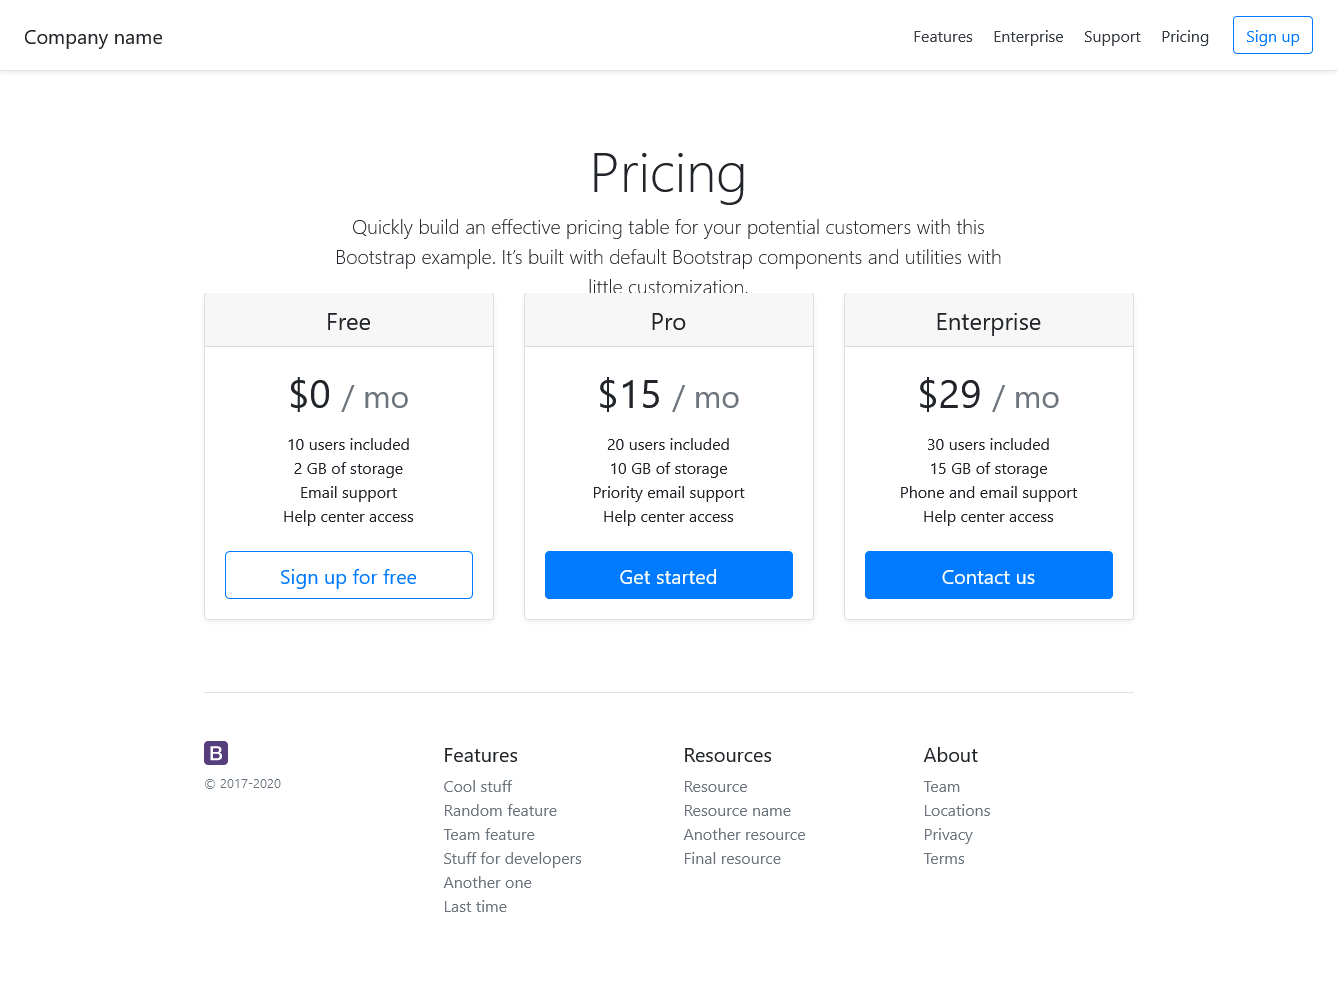 Company name
Features
Enterprise
Support
Pricing
Sign up
Pricing
Quickly build an effective pricing table for your potential customers with this
Bootstrap example. It’s built with default Bootstrap components and utilities with
little customization.
Free
$0 / mo
10 users included
2 GB of storage
Email support
Help center access
Sign up for free
Pro
$15 / mo
20 users included
10 GB of storage
Priority email support
Help center access
Get started
Enterprise
$29 / mo
30 users included
15 GB of storage
Phone and email support
Help center access
Contact us
B
© 2017-2020
Features
Cool stuff
Random feature
Team feature
Stuff for developers
Another one
Last time
Resources
Resource
Resource name
Another resource
Final resource
About
Team
Locations
Privacy
Terms